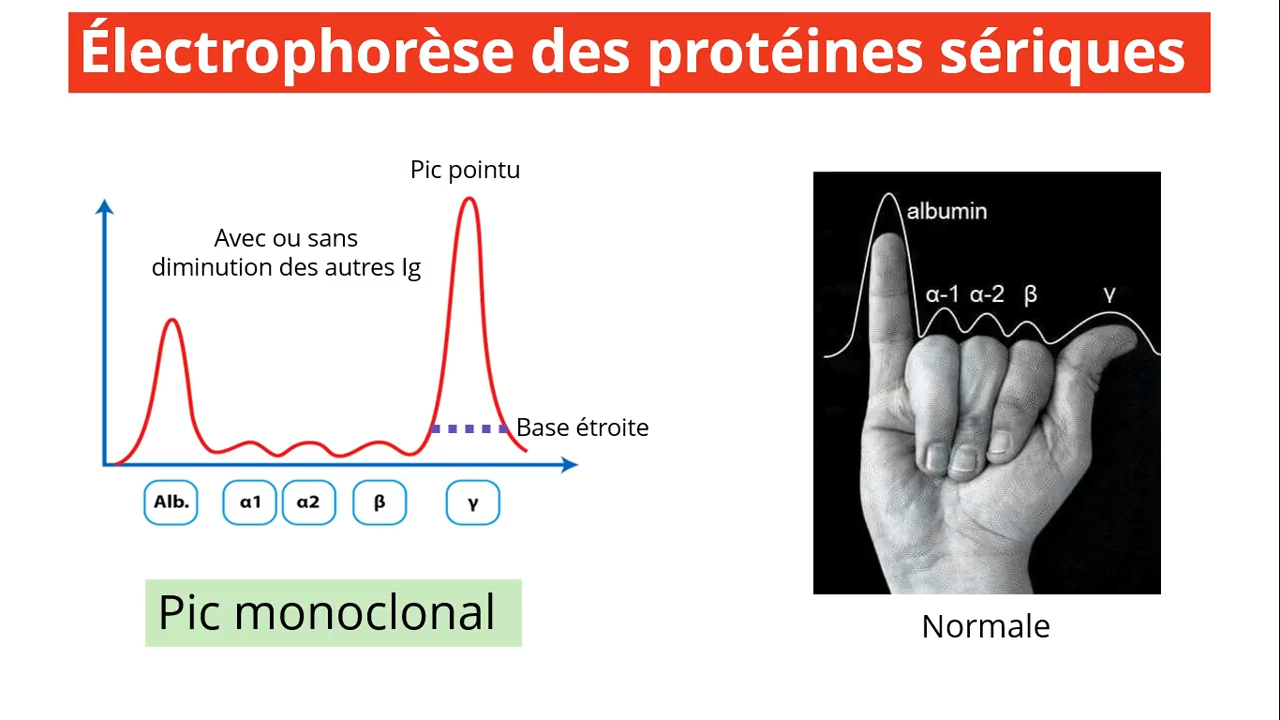 Électrophorèse des protéines sériques
Pic pointu
Avec ou sans
diminution des autres Ig
Base étroite
Alb.
α1
α2
β
γ
Pic monoclonal
albumin
α-1
α-2
β
γ
Normale